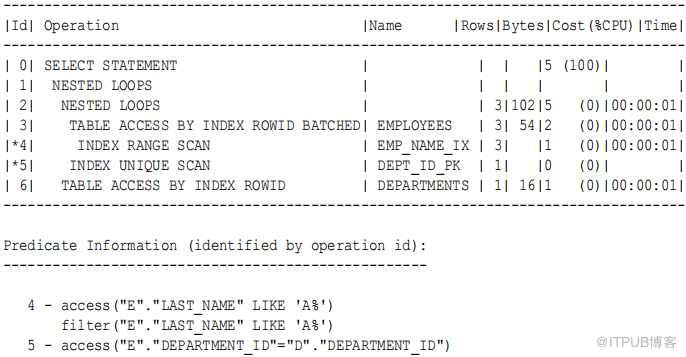 -------------------------------------------------------------------------------
|Id| Operation                             |Name         |Rows|Bytes|Cost(%CPU)|Time|
-------------------------------------------------------------------------------
| 0| SELECT STATEMENT                      |             |  |   |5 (100)|        |
| 1|  NESTED LOOPS                         |             |  |   |       |        |
| 2|   NESTED LOOPS                        |             | 3|102|5   (0)|00:00:01|
| 3|    TABLE ACCESS BY INDEX ROWID BATCHED| EMPLOYEES   | 3| 54|2   (0)|00:00:01|
|*4|     INDEX RANGE SCAN                  | EMP_NAME_IX | 3|   |1   (0)|00:00:01|
|*5|    INDEX UNIQUE SCAN                  | DEPT_ID_PK  | 1|   |0   (0)|        |
| 6|   TABLE ACCESS BY INDEX ROWID         | DEPARTMENTS | 1| 16|1   (0)|00:00:01|
-------------------------------------------------------------------------------
Predicate Information (identified by operation id):
---------------------------------------------------
4 - access("E"."LAST_NAME" LIKE 'A%')
filter("E"."LAST_NAME" LIKE 'A%')
5 - access("E"."DEPARTMENT_ID"="D"."DEPARTMENT_ID")
@ITPUB博客